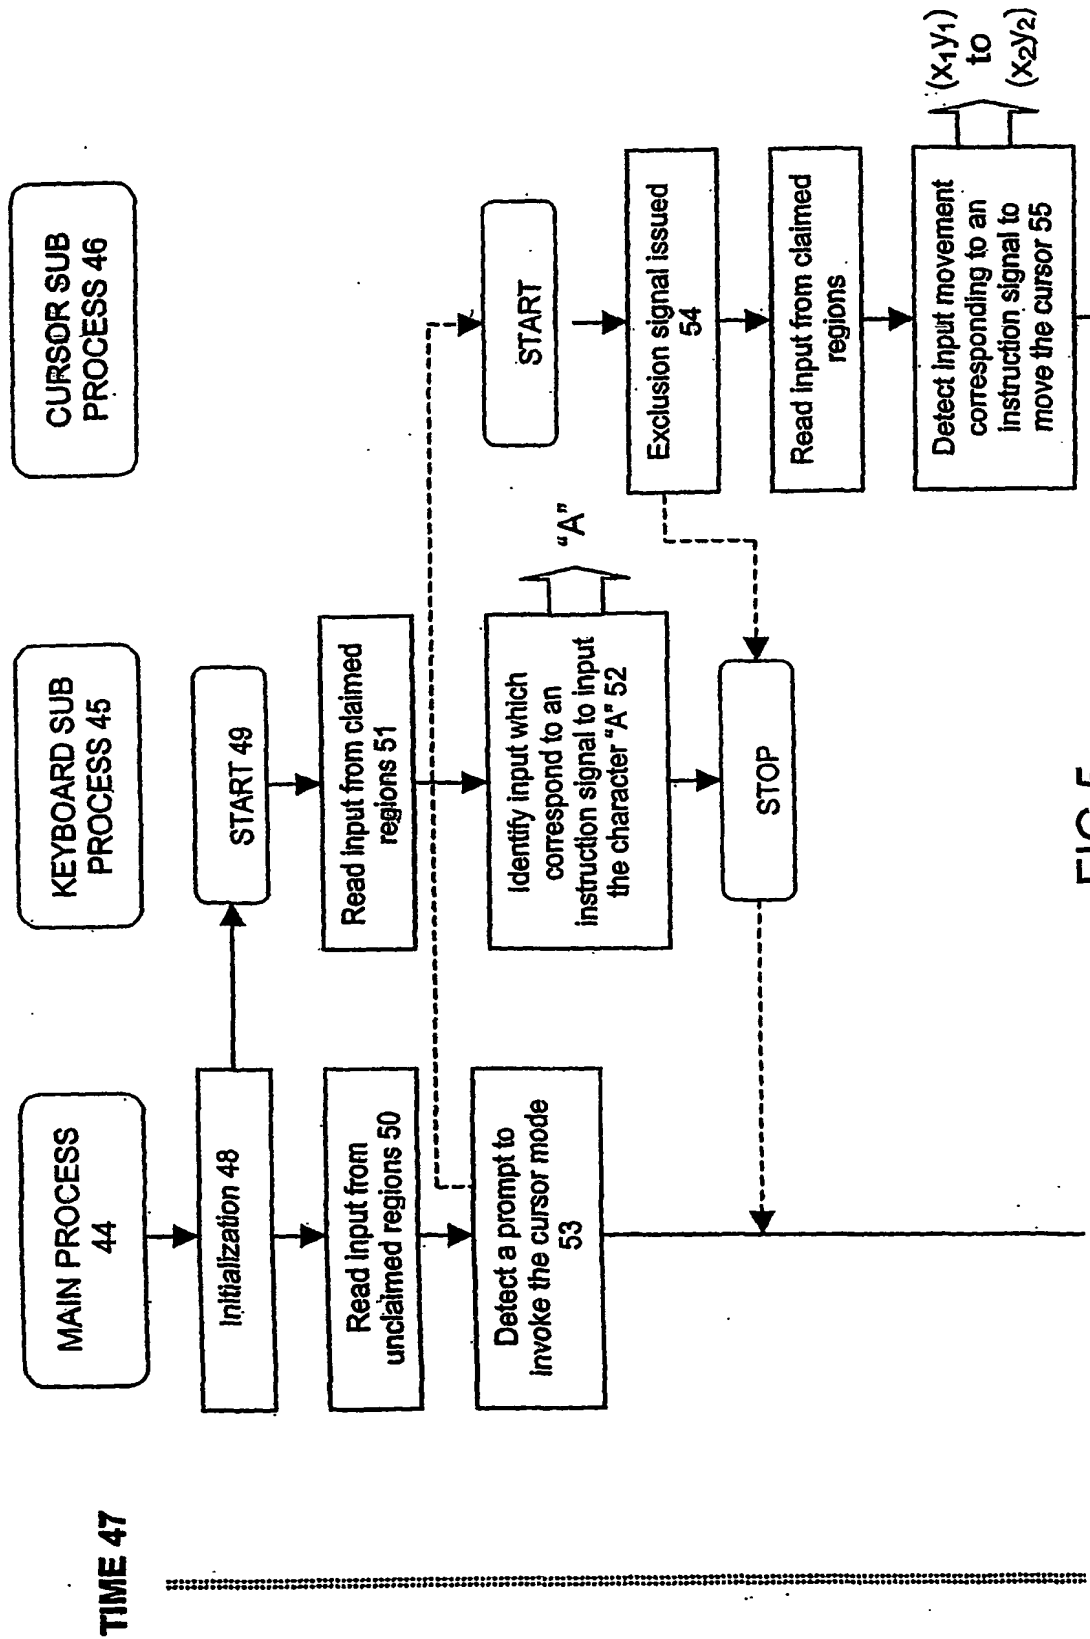 TIME 47
MAIN PROCESS
44
Initialization 48
Read Input from
unclaimed regions 50
Detect a prompt to
invoke the cursor mode
53
KEYBOARD SUB
PROCESS 45
START 49
Read input from claimed
regions 51
Identify input which
correspond to an
instruction signal to input
the character "A" 52
"A"
STOP
CURSOR SUB
PROCESS 46
START
Exclusion signal issued
54
Read input from claimed
regions
Detect input movement
corresponding to an
instruction signal to
move the cursor 55
(x₁y₁)
to
(x₂y₂)